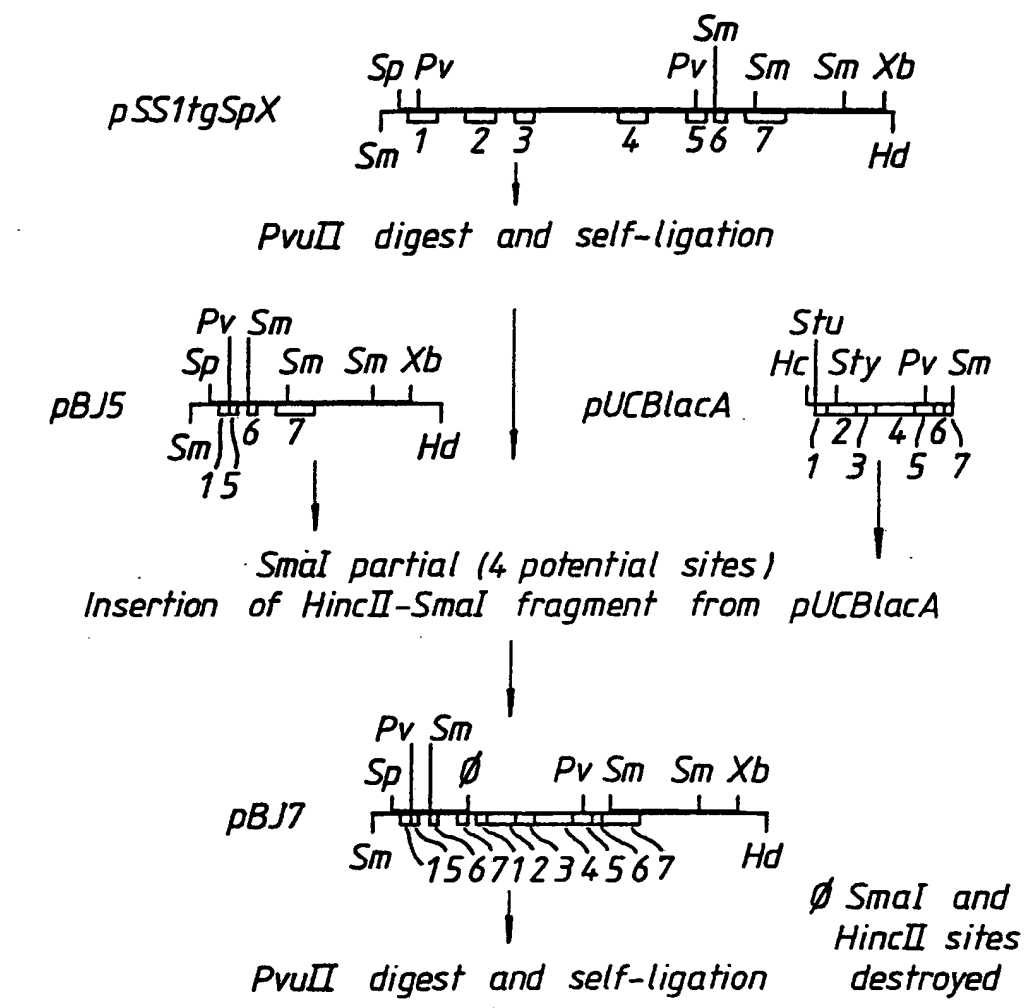 Sm
Sp Pv Pv Sm Sm Xb
pSS1tgSpX
1 2 3 4 5 6 7
Sm Hd
PvuII digest and self-ligation
Pv Sm
Sp Sm Sm Xb
pBJ5
6 7
Sm Hd
1 5
Stu
Hc Sty Pv Sm
pUCBlacA
2 4 6
1 3 5 7
SmaI partial (4 potential sites)
Insertion of HincII-SmaI fragment from pUCBlacA
Pv Sm
Sp Ø Pv Sm Sm Xb
pBJ7
Sm Hd
1 5 6 7 1 2 3 4 5 6 7
Ø SmaI and
HincII sites
destroyed
PvuII digest and self-ligation